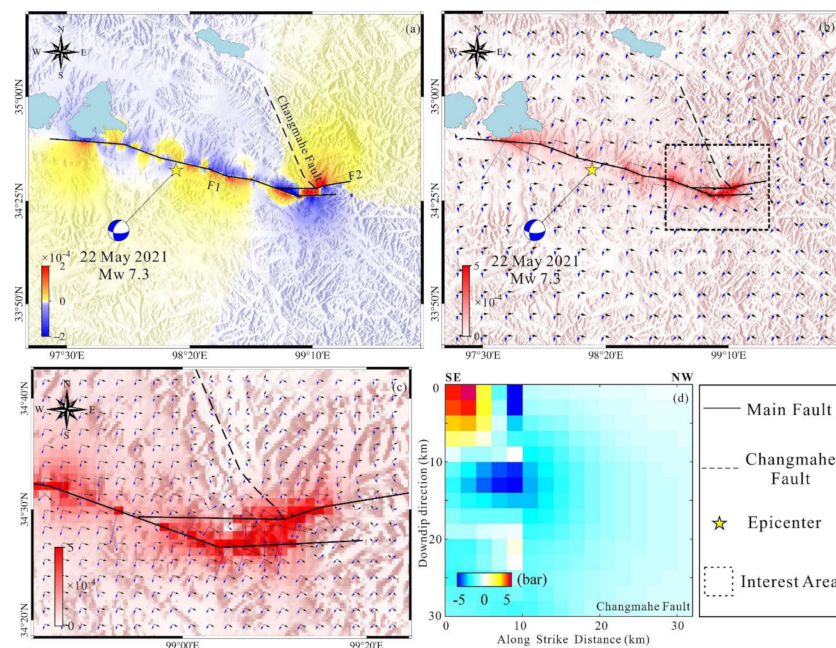 (a)
N
W E
S
35°00'N
34°25'N
33°50'N
Changmahe Fault
F1
F2
×10⁻⁴
2
0
−2
22 May 2021
Mw 7.3
97°30'E
98°20'E
99°10'E
(b)
N
W E
S
35°00'N
34°25'N
33°50'N
Changmahe Fault
22 May 2021
Mw 7.3
5
×10⁻⁴
0
97°30'E
98°20'E
99°10'E
(c)
N
W E
S
34°40'N
34°30'N
34°20'N
5
×10⁻⁴
0
99°00'E
99°20'E
SE NW
(d)
0
10
20
30
Downdip direction (km)
(bar)
-5 0 5
Changmahe Fault
0 10 20 30
Along Strike Distance (km)
Main Fault
Changmahe
Fault
Epicenter
Interest Area